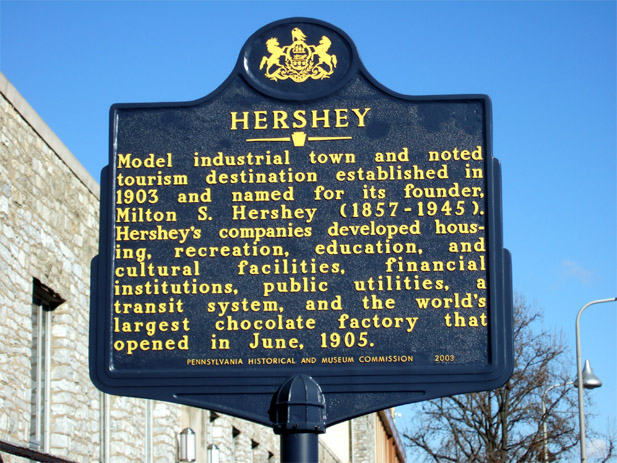 HERSHEY
Model industrial town and noted
tourism destination established in
1903 and named for its founder,
Milton S. Hershey (1857-1945).
Hershey's companies developed hous-
ing, recreation, education, and
cultural facilities, financial
institutions, public utilities, a
transit system, and the world's
largest chocolate factory that
opened in June, 1905.
PENNSYLVANIA HISTORICAL AND MUSEUM COMMISSION 2003